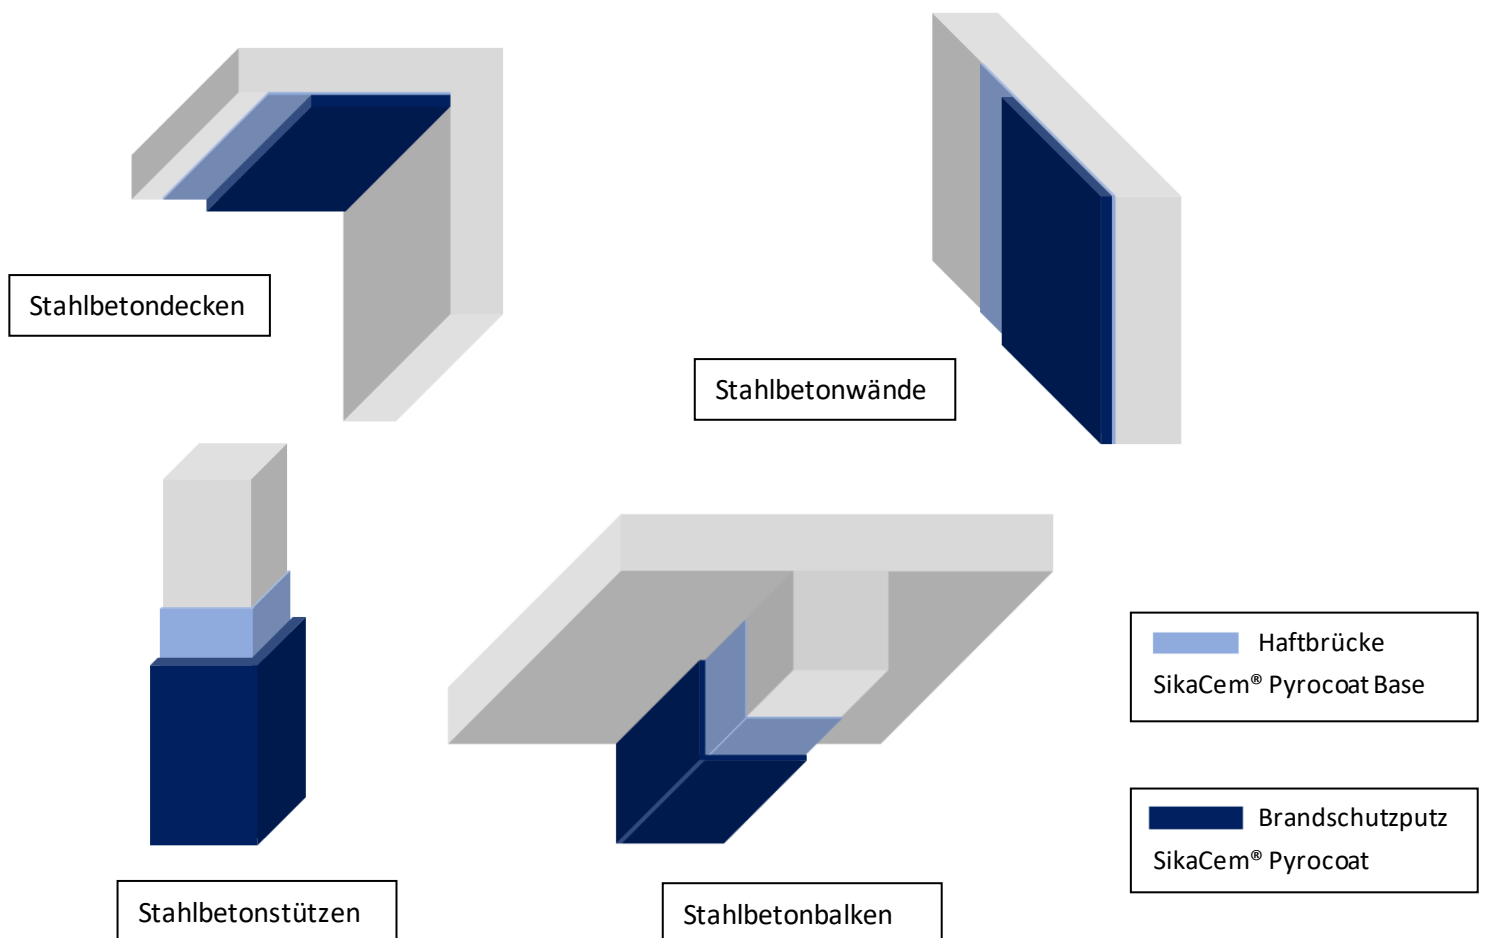 Stahlbetondecken
Stahlbetonwände
Haftbrücke
SikaCem® Pyrocoat Base
Brandschutzputz
SikaCem® Pyrocoat
Stahlbetonstützen
Stahlbetonbalken